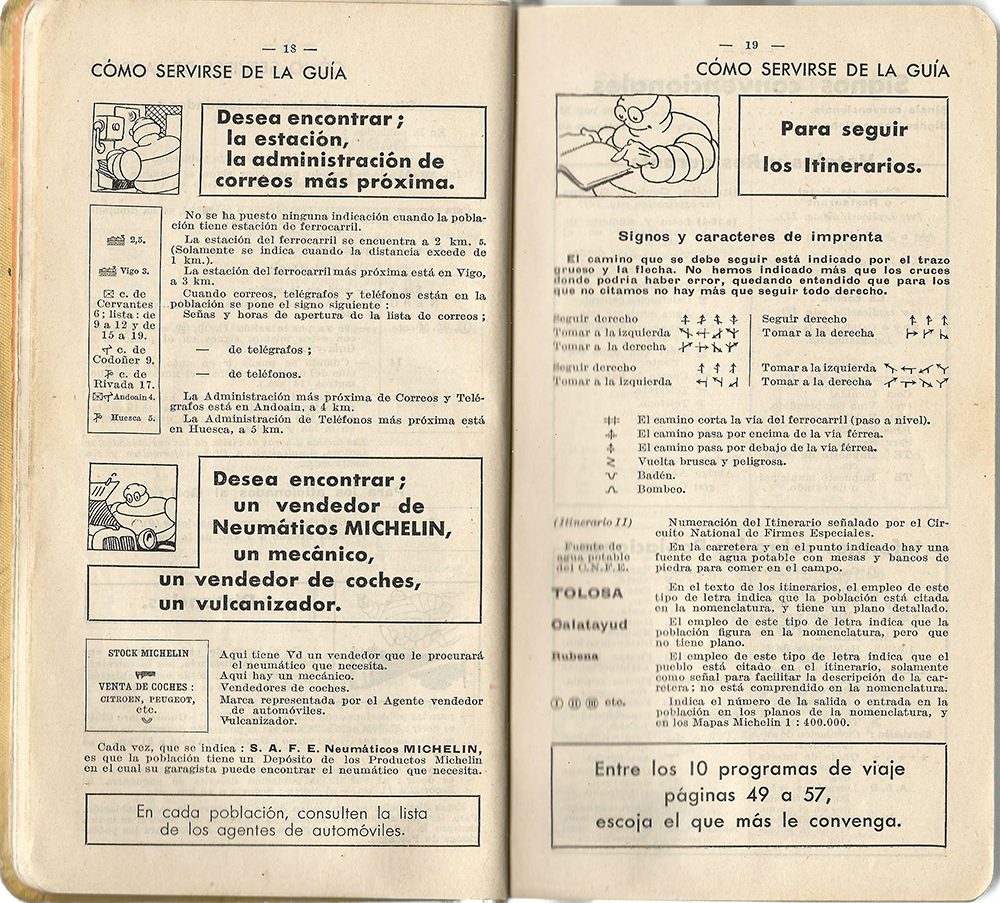 — 18 —
CÓMO SERVIRSE DE LA GUÍA
Desea encontrar ;
la estación,
la administración de
correos más próxima.
No se ha puesto ninguna indicación cuando la pobla-
ción tiene estación de ferrocarril.
2,5.
La estación del ferrocarril se encuentra a 2 km. 5.
(Solamente se indica cuando la distancia excede de
1 km.).
Vigo 3.
La estación del ferrocarril más próxima está en Vigo,
a 3 km.
c. de
Cervantes
6 ; lista : de
9 a 12 y de
15 a 19.
Cuando correos, telégrafos y teléfonos están en la
población se pone el signo siguiente :
Señas y horas de apertura de la lista de correos ;
c. de
Codoñer 9.
— de telégrafos ;
c. de
Rivada 17.
— de teléfonos.
Andoain 4.
La Administración más próxima de Correos y Telé-
grafos está en Andoain, a 4 km.
Huesca 5.
La Administración de Teléfonos más próxima está
en Huesca, a 5 km.
Desea encontrar ;
un vendedor de
Neumáticos MICHELIN,
un mecânico,
un vendedor de coches,
un vulcanizador.
STOCK MICHELIN
VENTA DE COCHES :
CITROEN, PEUGEOT,
etc.
Aqui tiene Vd un vendedor que le procurará
el neumático que necesita.
Aqui hay un mecánico.
Vendedores de coches.
Marca representada por el Agente vendedor
de automóviles.
Vulcanizador.
Cada vez, que se indica : S. A. F. E. Neumáticos MICHELIN,
es que la población tiene un Depósito de los Productos Michelin
en el cual su garagista puede encontrar el neumático que necesita.
En cada población, consulten la lista
de los agentes de automóviles.
— 19 —
CÓMO SERVIRSE DE LA GUÍA
Para seguir
los Itinerarios.
Signos y caracteres de imprenta
El camino que se debe seguir está indicado por el trazo
grueso y la flecha. No hemos indicado más que los cruces
donde podría haber error, quedando entendido que para los
que no citamos no hay más que seguir todo derecho.
Seguir derecho
Tomar a la izquierda
Tomar a la derecha
Seguir derecho
Tomar a la derecha
Seguir derecho
Tomar a la izquierda
Tomar a la izquierda
Tomar a la derecha
El camino corta la vía del ferrocarril (paso a nivel).
El camino pasa por encima de la vía férrea.
El camino pasa por debajo de la vía férrea.
Vuelta brusca y peligrosa.
Badén.
Bombeo.
(Itinerario II)
Numeración del Itinerario señalado por el Cir-
cuito National de Firmes Especiales.
Fuente de
agua potable
del C.N.F.E.
En la carretera y en el punto indicado hay una
fuente de agua potable con mesas y bancos de
piedra para comer en el campo.
TOLOSA
En el texto de los itinerarios, el empleo de este
tipo de letra indica que la población está citada
en la nomenclatura, y tiene un plano detallado.
Calatayud
El empleo de este tipo de letra indica que la
población figura en la nomenclatura, pero que
no tiene plano.
Rubena
El empleo de este tipo de letra indica que el
pueblo está citado en el itinerario, solamente
como señal para facilitar la descripción de la car-
retera ; no está comprendido en la nomenclatura.
I II III etc.
Indica el número de la salida o entrada en la
población en los planos de la nomenclatura, y
en los Mapas Michelin 1 : 400.000.
Entre los 10 programas de viaje
páginas 49 a 57,
escoja el que más le convenga.